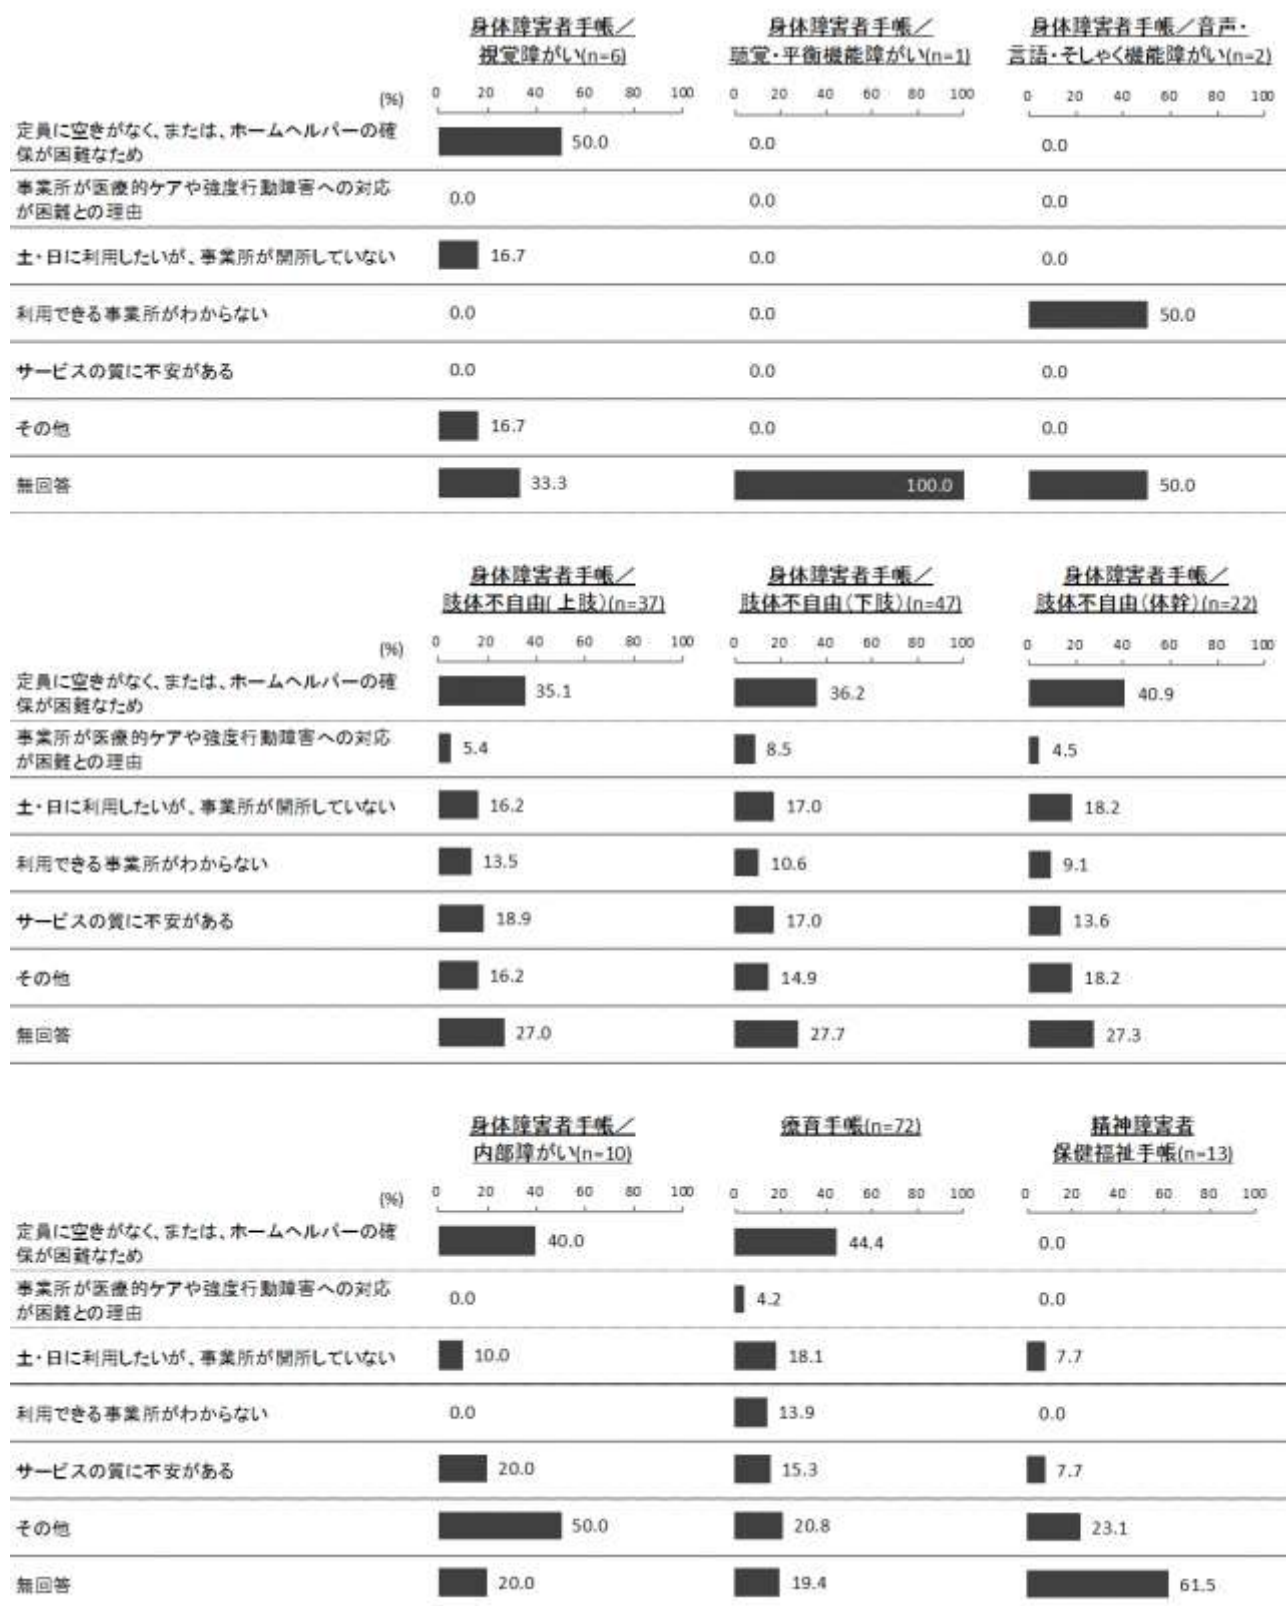 身体障害者手帳／
視覚障がい(n=6)
身体障害者手帳／
聴覚・平衡機能障がい(n=1)
身体障害者手帳／音声・
言語・そしゃく機能障がい(n=2)
(%)
0 20 40 60 80 100
0 20 40 60 80 100
0 20 40 60 80 100
定員に空きがなく、または、ホームヘルパーの確
保が困難なため
50.0 0.0 0.0
事業所が医療的ケアや強度行動障害への対応
が困難との理由
0.0 0.0 0.0
土・日に利用したいが、事業所が開所していない
16.7 0.0 0.0
利用できる事業所がわからない
0.0 0.0 50.0
サービスの質に不安がある
0.0 0.0 0.0
その他
16.7 0.0 0.0
無回答
33.3 100.0 50.0
身体障害者手帳／
肢体不自由(上肢)(n=37)
身体障害者手帳／
肢体不自由(下肢)(n=47)
身体障害者手帳／
肢体不自由(体幹)(n=22)
(%)
0 20 40 60 80 100
0 20 40 60 80 100
0 20 40 60 80 100
定員に空きがなく、または、ホームヘルパーの確
保が困難なため
35.1 36.2 40.9
事業所が医療的ケアや強度行動障害への対応
が困難との理由
5.4 8.5 4.5
土・日に利用したいが、事業所が開所していない
16.2 17.0 18.2
利用できる事業所がわからない
13.5 10.6 9.1
サービスの質に不安がある
18.9 17.0 13.6
その他
16.2 14.9 18.2
無回答
27.0 27.7 27.3
身体障害者手帳／
内部障がい(n=10)
療育手帳(n=72)
精神障害者
保健福祉手帳(n=13)
(%)
0 20 40 60 80 100
0 20 40 60 80 100
0 20 40 60 80 100
定員に空きがなく、または、ホームヘルパーの確
保が困難なため
40.0 44.4 0.0
事業所が医療的ケアや強度行動障害への対応
が困難との理由
0.0 4.2 0.0
土・日に利用したいが、事業所が開所していない
10.0 18.1 7.7
利用できる事業所がわからない
0.0 13.9 0.0
サービスの質に不安がある
20.0 15.3 7.7
その他
50.0 20.8 23.1
無回答
20.0 19.4 61.5